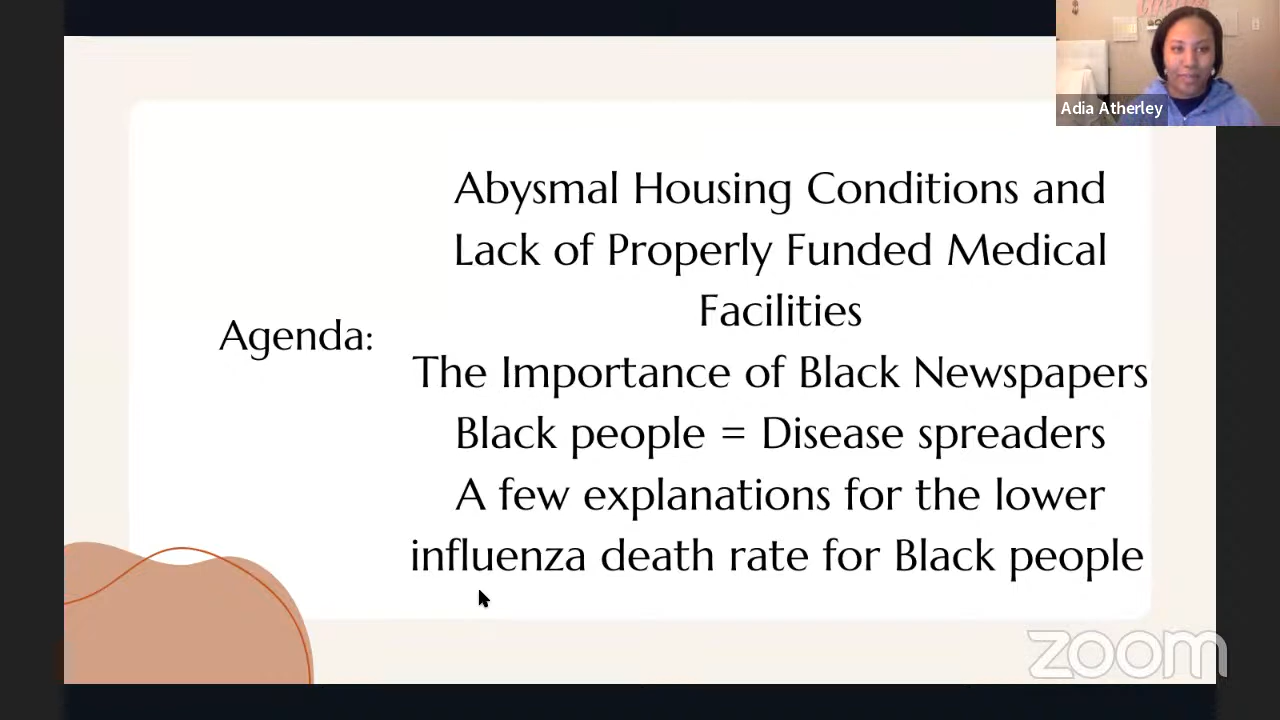 Adia Atherley
Agenda:
Abysmal Housing Conditions and
Lack of Properly Funded Medical
Facilities
The Importance of Black Newspapers
Black people = Disease spreaders
A few explanations for the lower
influenza death rate for Black people
zoom